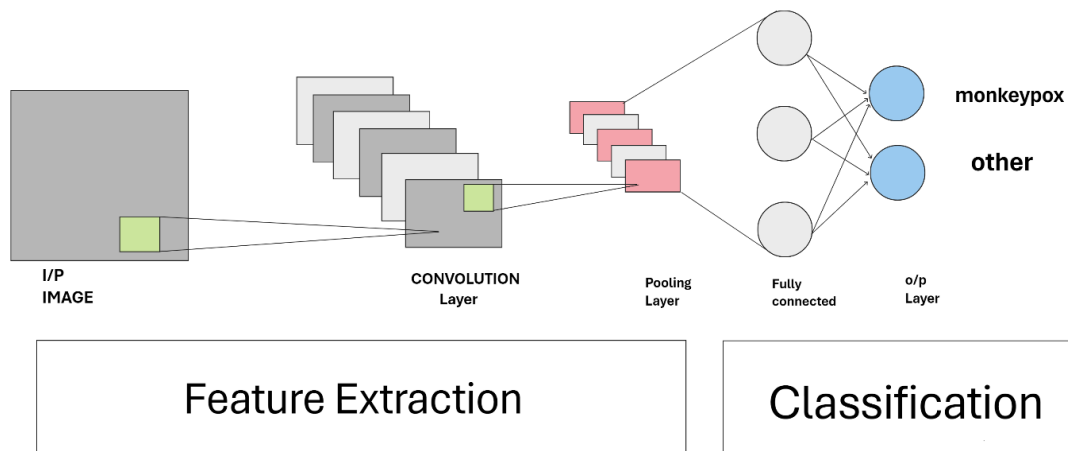 monkeypox
other
I/P
IMAGE
CONVOLUTION
Layer
Pooling
Layer
Fully
connected
o/p
Layer
Feature Extraction
Classification